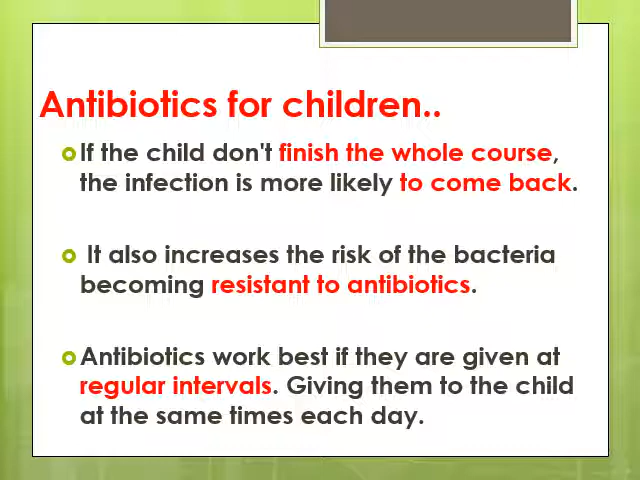 Antibiotics for children..
If the child don't finish the whole course,
the infection is more likely to come back.
It also increases the risk of the bacteria
becoming resistant to antibiotics.
Antibiotics work best if they are given at
regular intervals. Giving them to the child
at the same times each day.